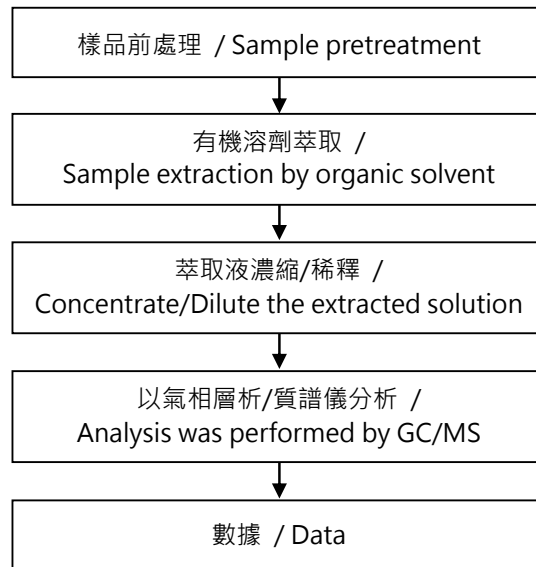 樣品前處理 / Sample pretreatment
有機溶劑萃取 /
Sample extraction by organic solvent
萃取液濃縮/稀釋 /
Concentrate/Dilute the extracted solution
以氣相層析/質譜儀分析 /
Analysis was performed by GC/MS
數據 / Data